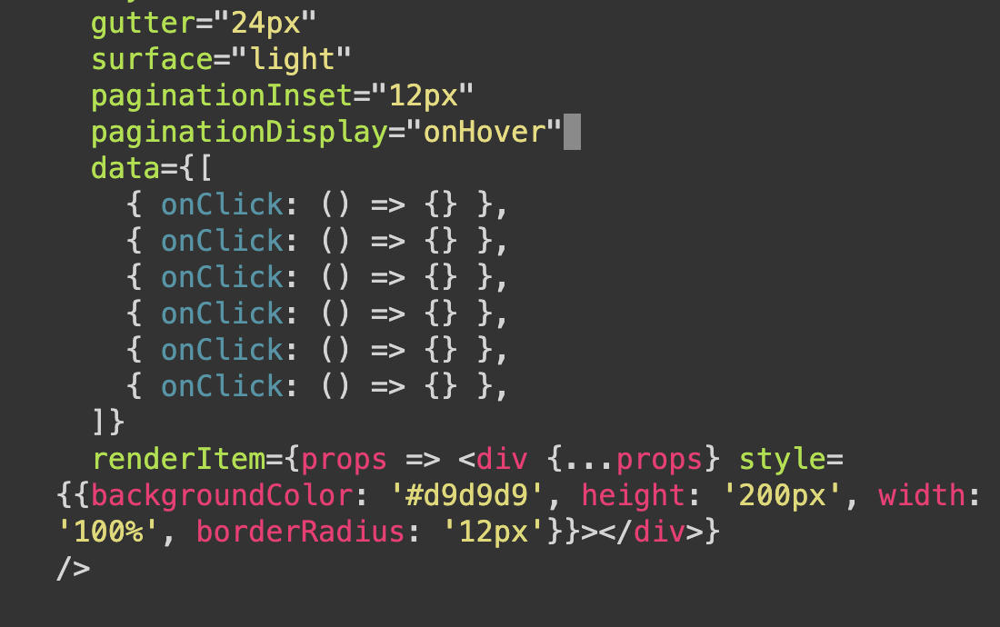 gutter="24px"
surface="light"
paginationInset="12px"
paginationDisplay="onHover"
data={[
{ onClick: () => {} },
{ onClick: () => {} },
{ onClick: () => {} },
{ onClick: () => {} },
{ onClick: () => {} },
{ onClick: () => {} },
]}
renderItem={props => <div {...props} style=
{{backgroundColor: '#d9d9d9', height: '200px', width:
'100%', borderRadius: '12px'}}></div>}
/>